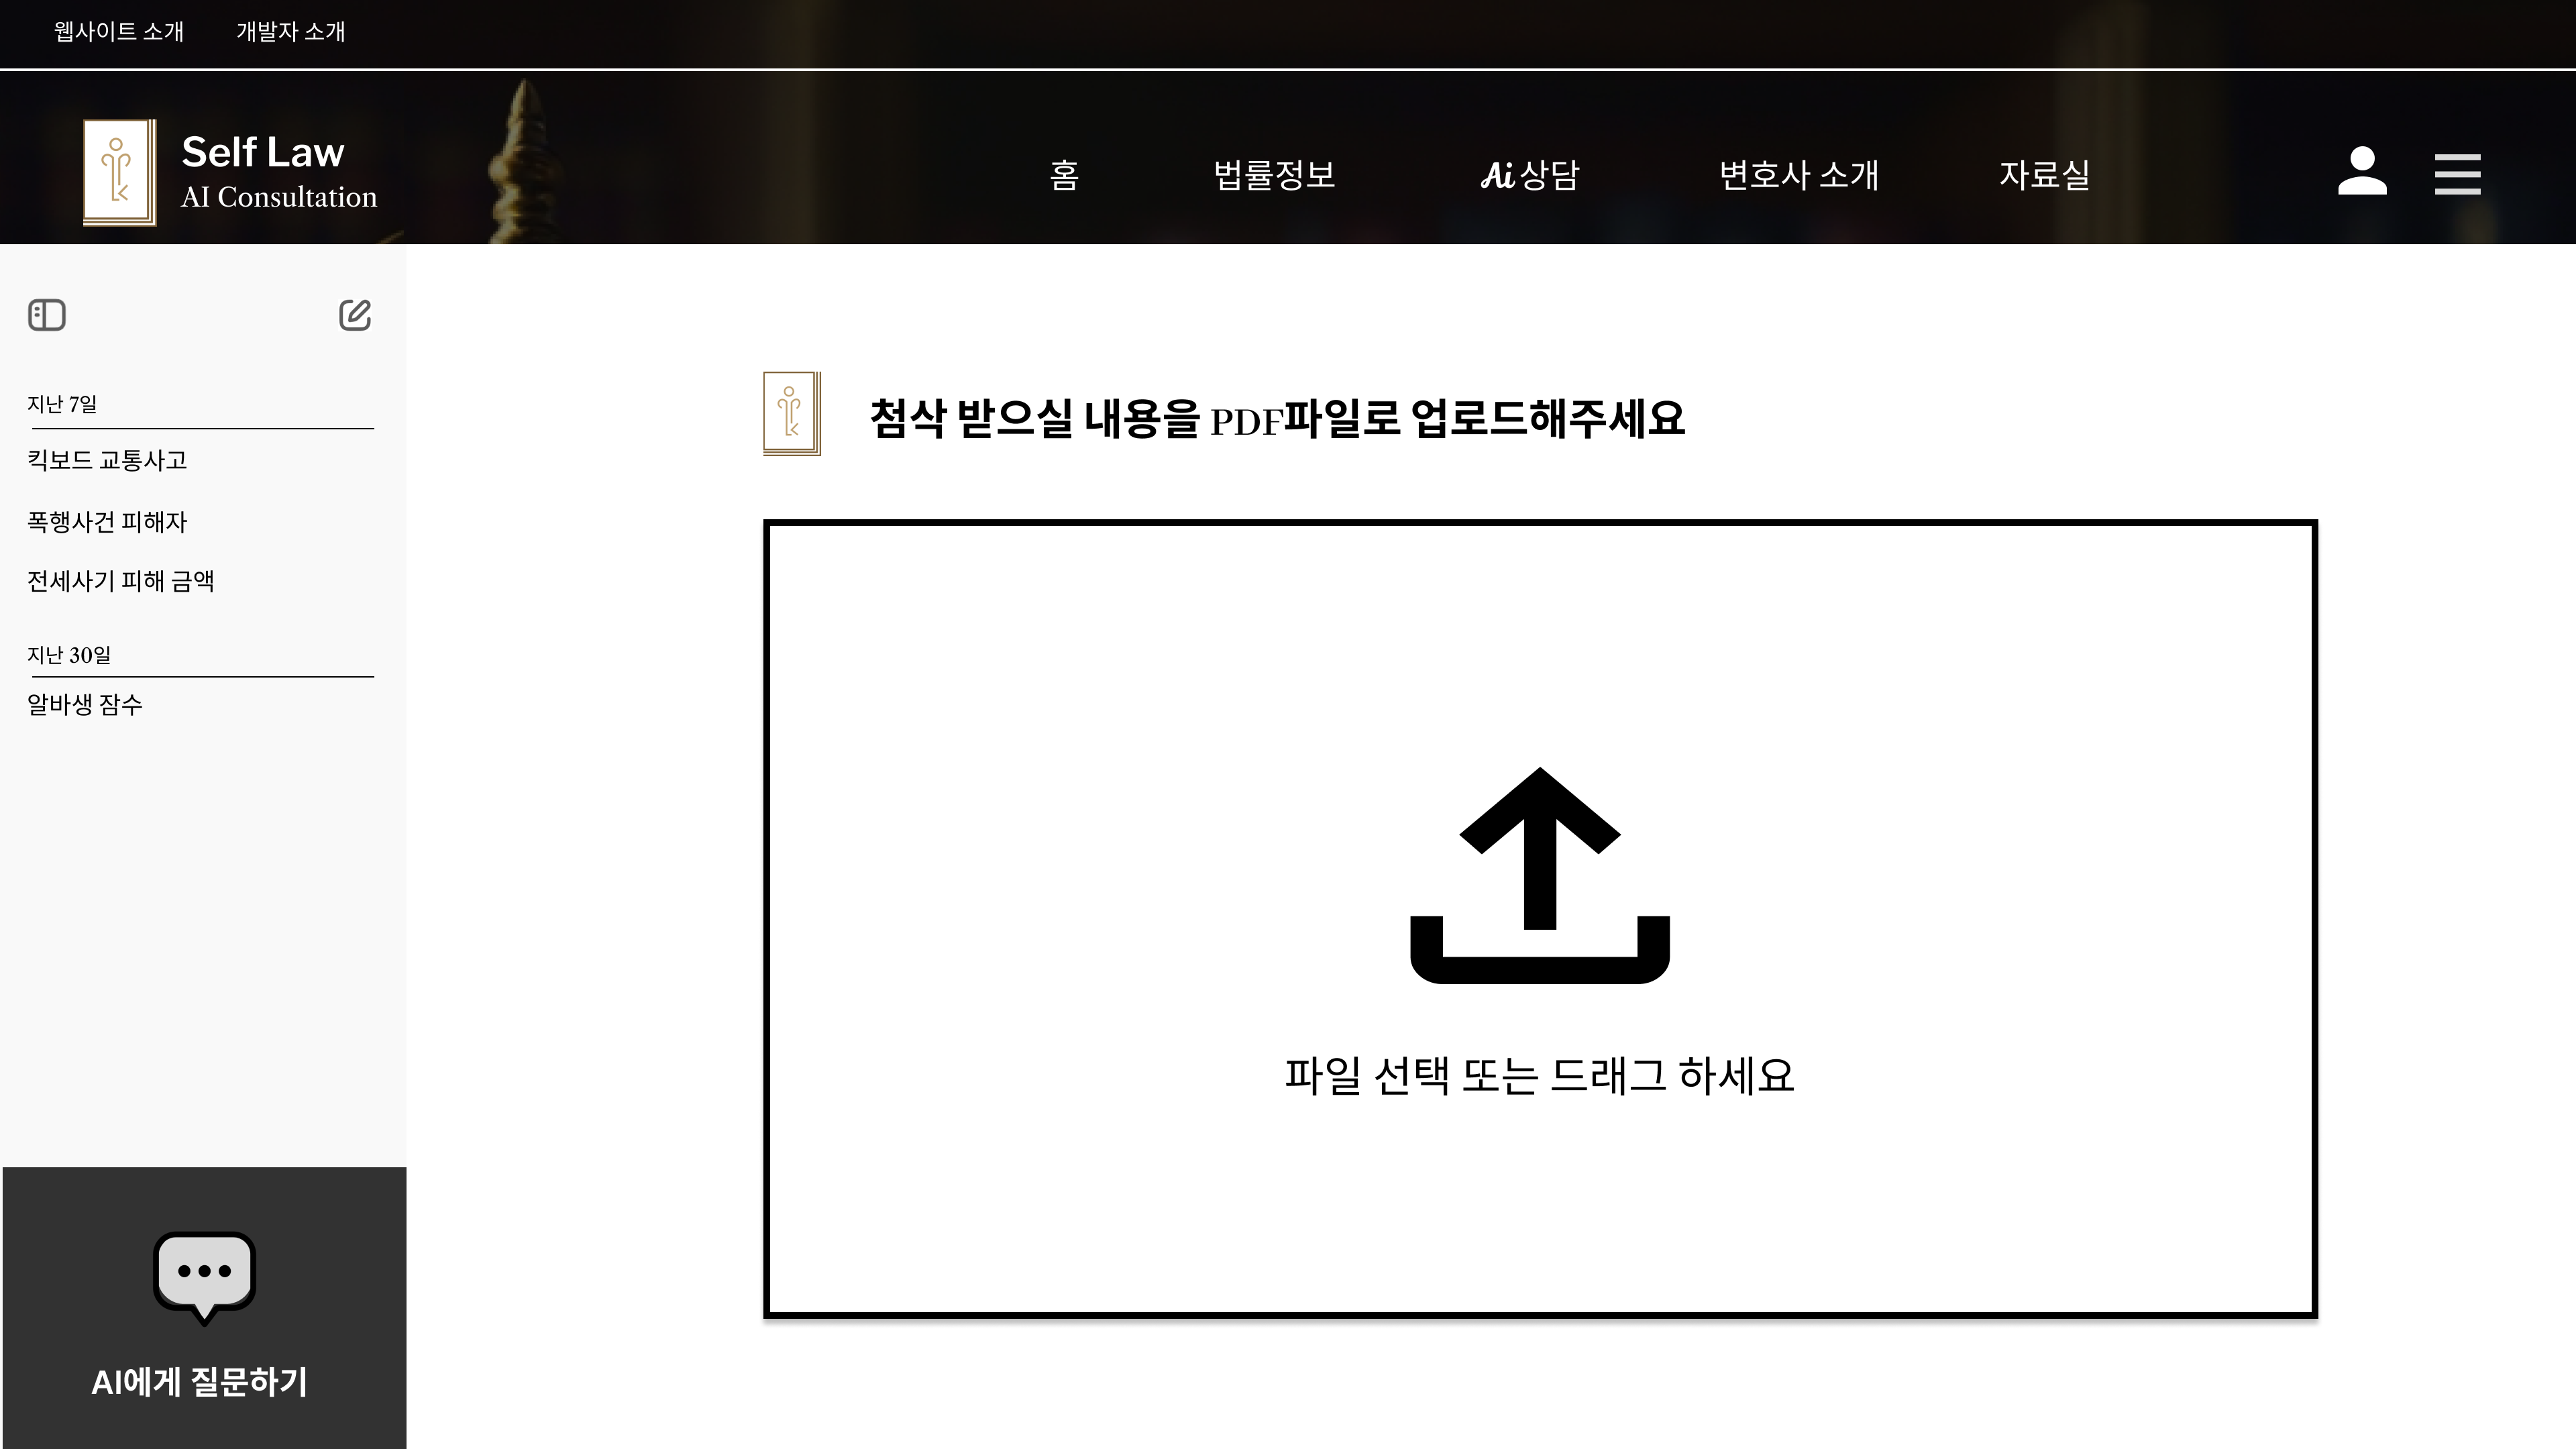 웹사이트 소개 개발자 소개
Self Law
AI Consultation
홈 법률정보 Ai 상담 변호사 소개 자료실
지난 7일
킥보드 교통사고
폭행사건 피해자
전세사기 피해 금액
지난 30일
알바생 잠수
AI에게 질문하기
첨삭 받으실 내용을 PDF파일로 업로드해주세요
파일 선택 또는 드래그 하세요